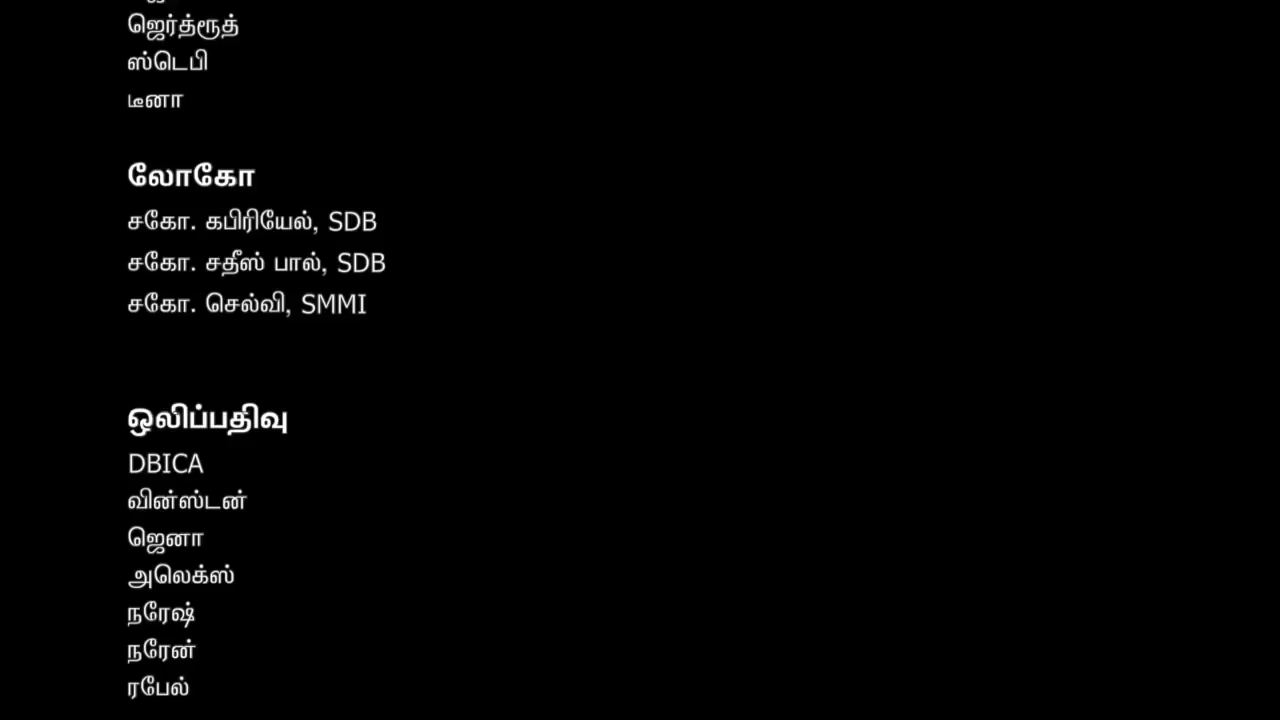 ஜெர்த்ரூத்
ஸ்டெபி
டீனா
லோகோ
சகோ. கபிரியேல், SDB
சகோ. சதீஸ் பால், SDB
சகோ. செல்வி, SMMI
ஒலிப்பதிவு
DBICA
வின்ஸ்டன்
ஜெனா
அலெக்ஸ்
நரேஷ்
நரேன்
ரபேல்